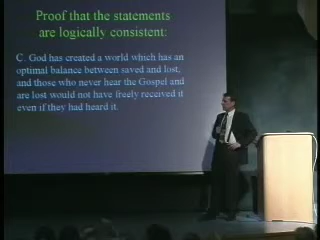 Proof that the statements
are logically consistent:
C. God has created a world which has an
optimal balance between saved and lost,
and those who never hear the Gospel and
are lost would not have freely received it
even if they had heard it.